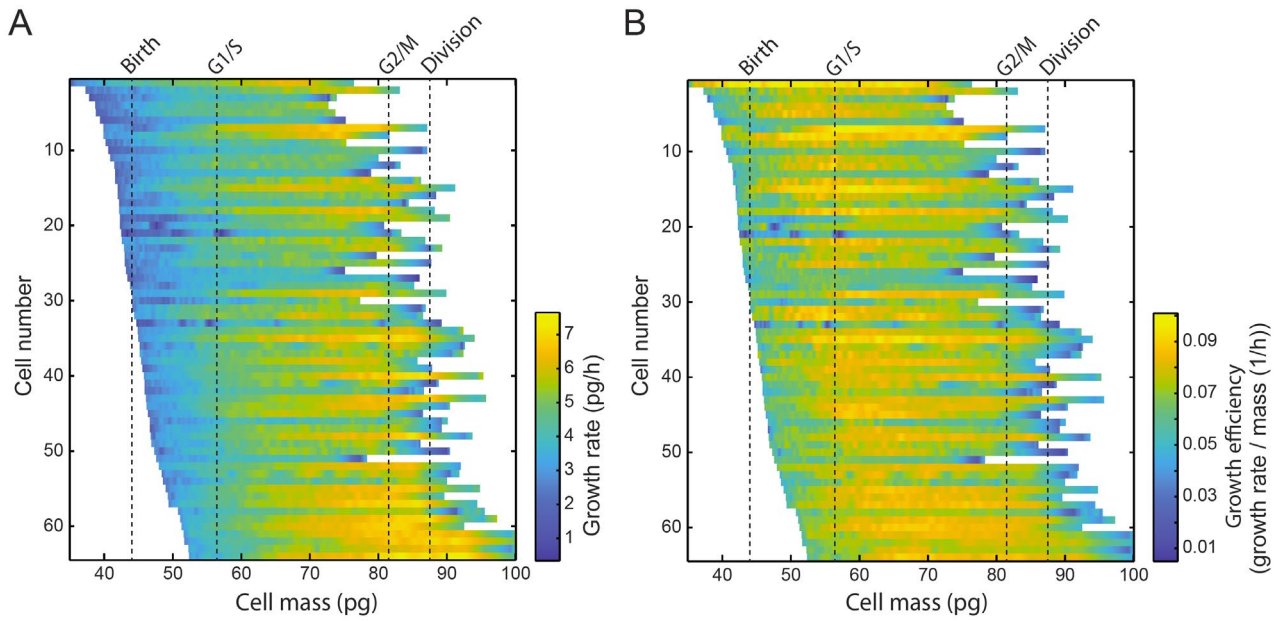 A
Birth
G1/S
G2/M
Division
Cell number
10
20
30
40
50
60
40
50
60
70
80
90
100
Cell mass (pg)
7
6
5
4
3
2
1
Growth rate (pg/h)
B
Birth
G1/S
G2/M
Division
Cell number
10
20
30
40
50
60
40
50
60
70
80
90
100
Cell mass (pg)
0.09
0.07
0.05
0.03
0.01
Growth efficiency
(growth rate / mass (1/h))